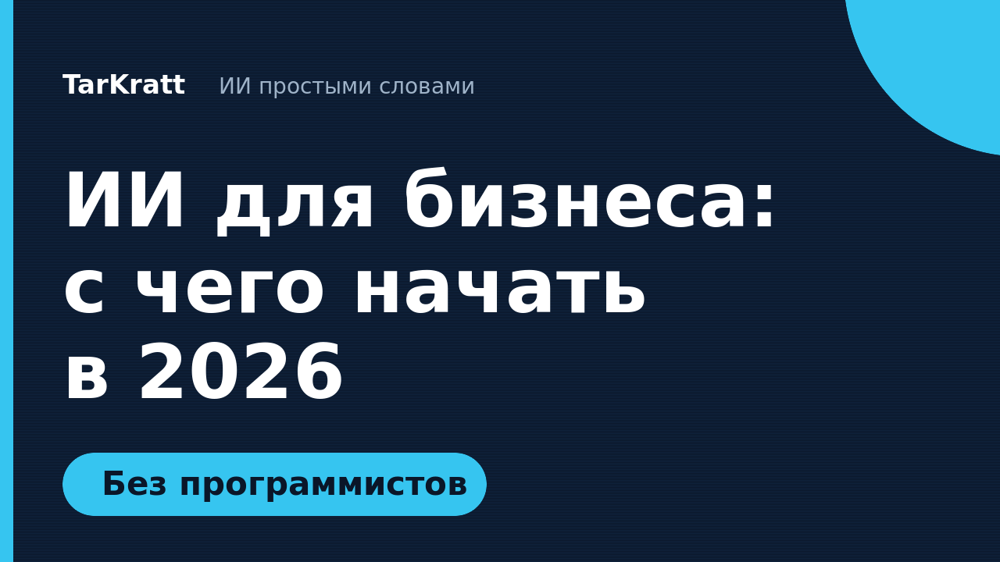 TarKratt ИИ простыми словами
ИИ для бизнеса:
с чего начать
в 2026
Без программистов